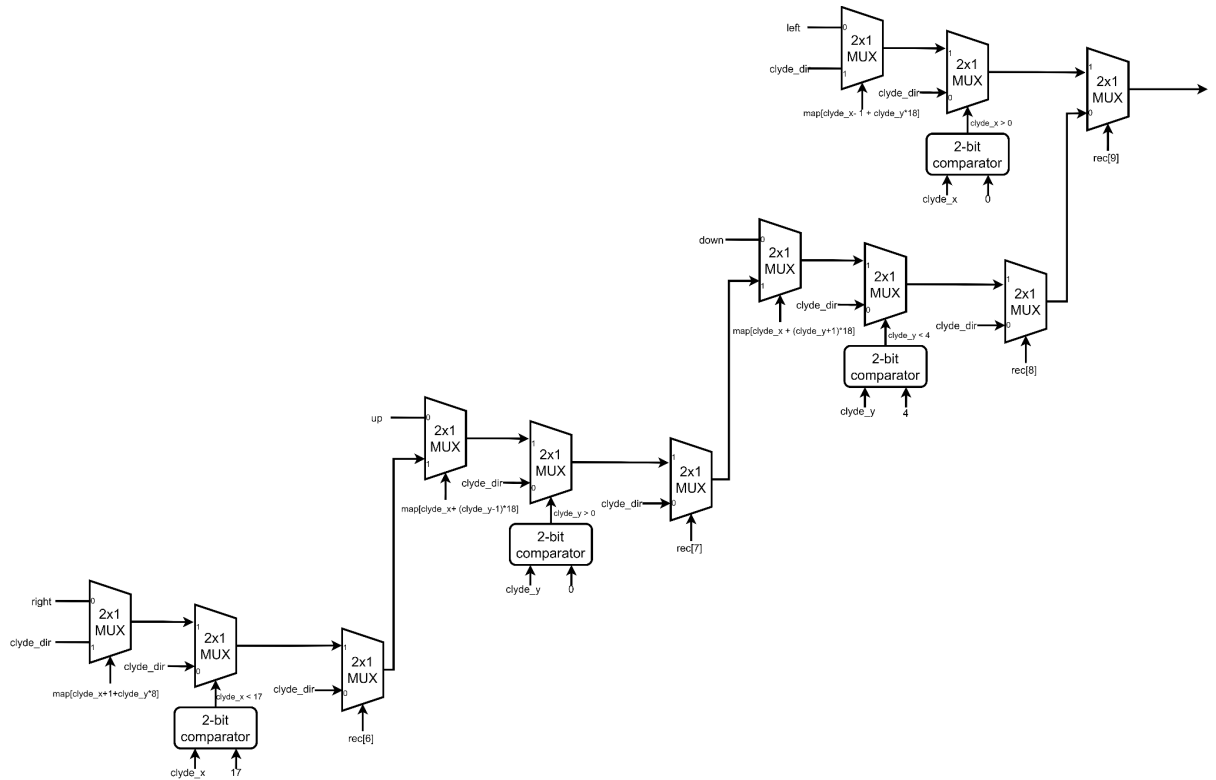 left
0
2x1
MUX
clyde_dir
1
map[clyde_x- 1 + clyde_y*18]
1
2x1
MUX
clyde_dir
0
clyde_x > 0
2-bit
comparator
clyde_x
0
1
2x1
MUX
0
rec[9]
down
0
2x1
MUX
1
map[clyde_x + (clyde_y+1)*18]
1
2x1
MUX
clyde_dir
0
clyde_y < 4
2-bit
comparator
clyde_y
4
1
2x1
MUX
clyde_dir
0
rec[8]
up
0
2x1
MUX
1
map[clyde_x+ (clyde_y-1)*18]
1
2x1
MUX
clyde_dir
0
clyde_y > 0
2-bit
comparator
clyde_y
0
1
2x1
MUX
clyde_dir
0
rec[7]
right
0
2x1
MUX
clyde_dir
1
map[clyde_x+1+clyde_y*8]
1
2x1
MUX
clyde_dir
0
clyde_x < 17
2-bit
comparator
clyde_x
17
1
2x1
MUX
clyde_dir
0
rec[6]